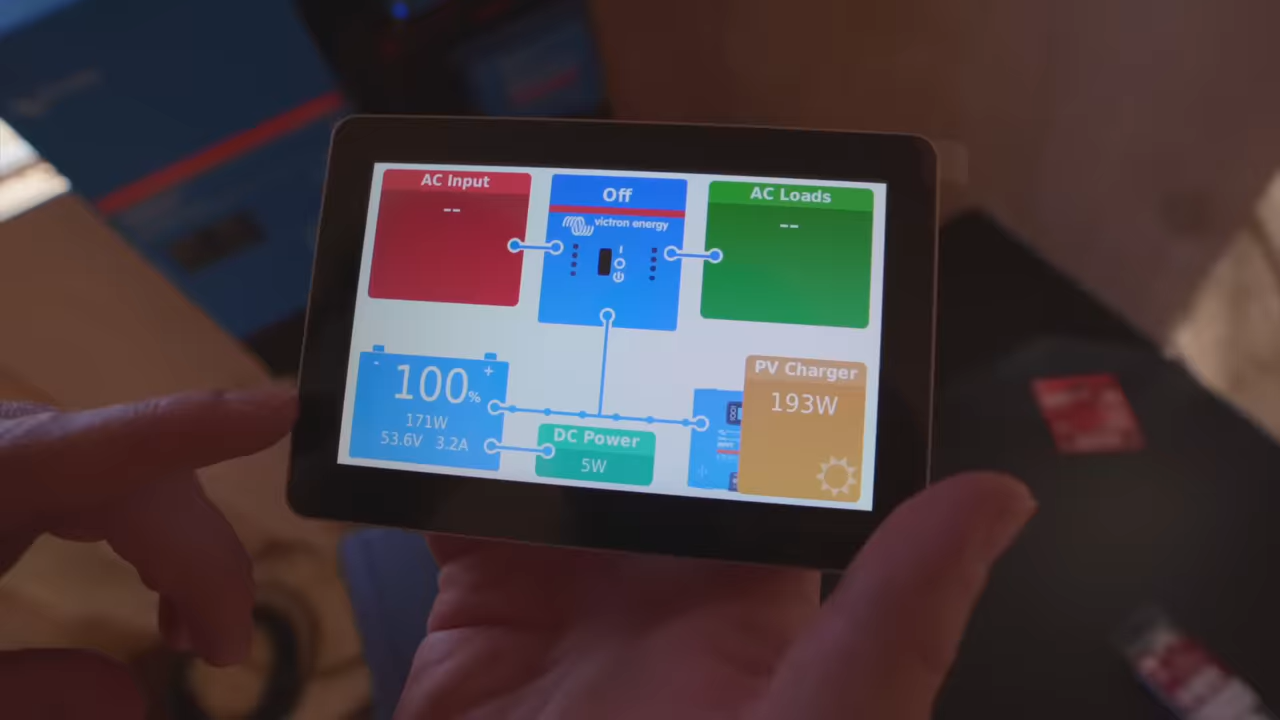 AC Input
--
Off
victron energy
AC Loads
--
- +
100%
171W
53.6V 3.2A
DC Power
5W
PV Charger
193W